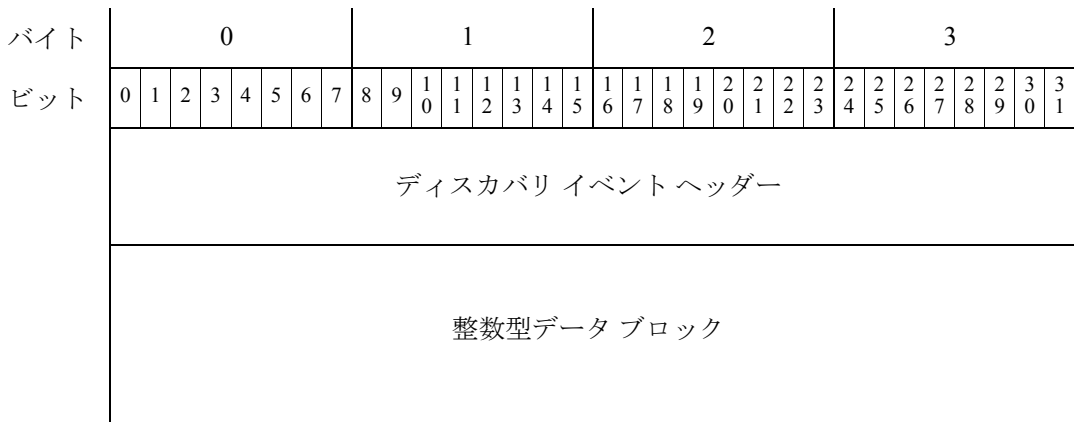 バイト 0 1 2 3
ビット 0 1 2 3 4 5 6 7 8 9 10 11 12 13 14 15 16 17 18 19 20 21 22 23 24 25 26 27 28 29 30 31
ディスカバリ イベント ヘッダー
整数型データ ブロック